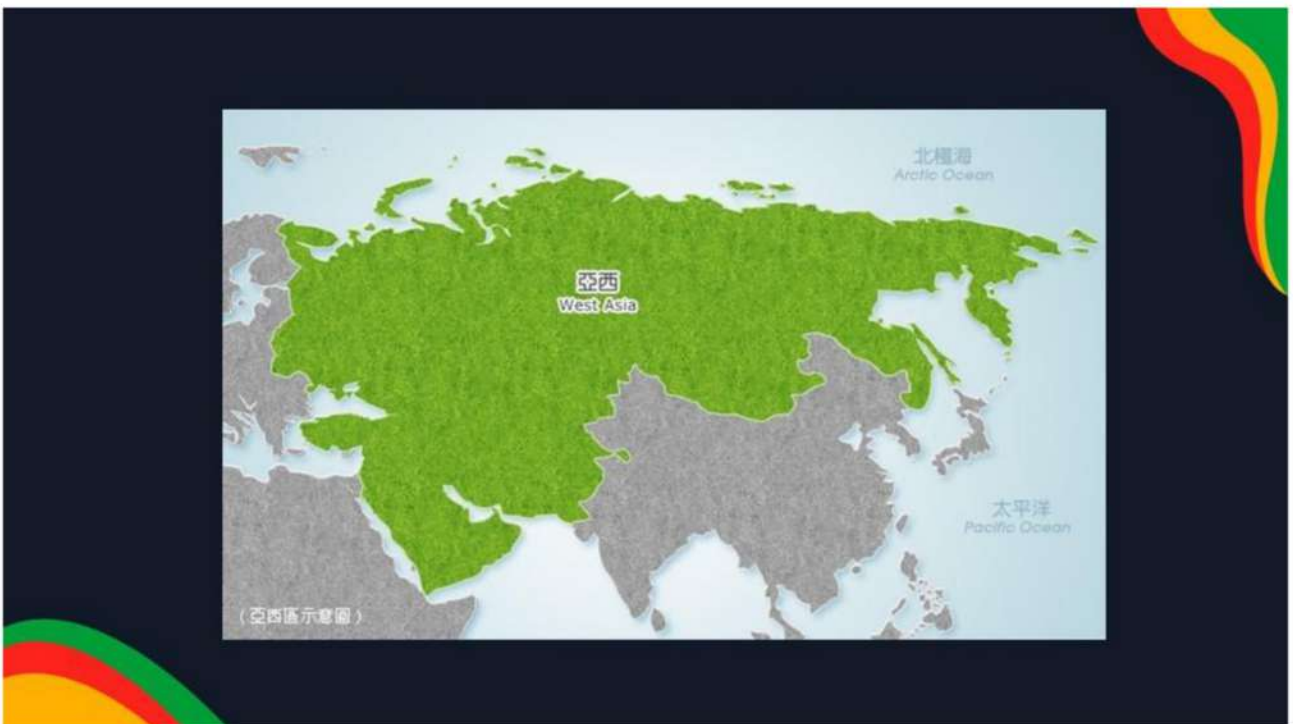 北極海
Arctic Ocean
亞西
West Asia
太平洋
Pacific Ocean
（亞西區示意圖）